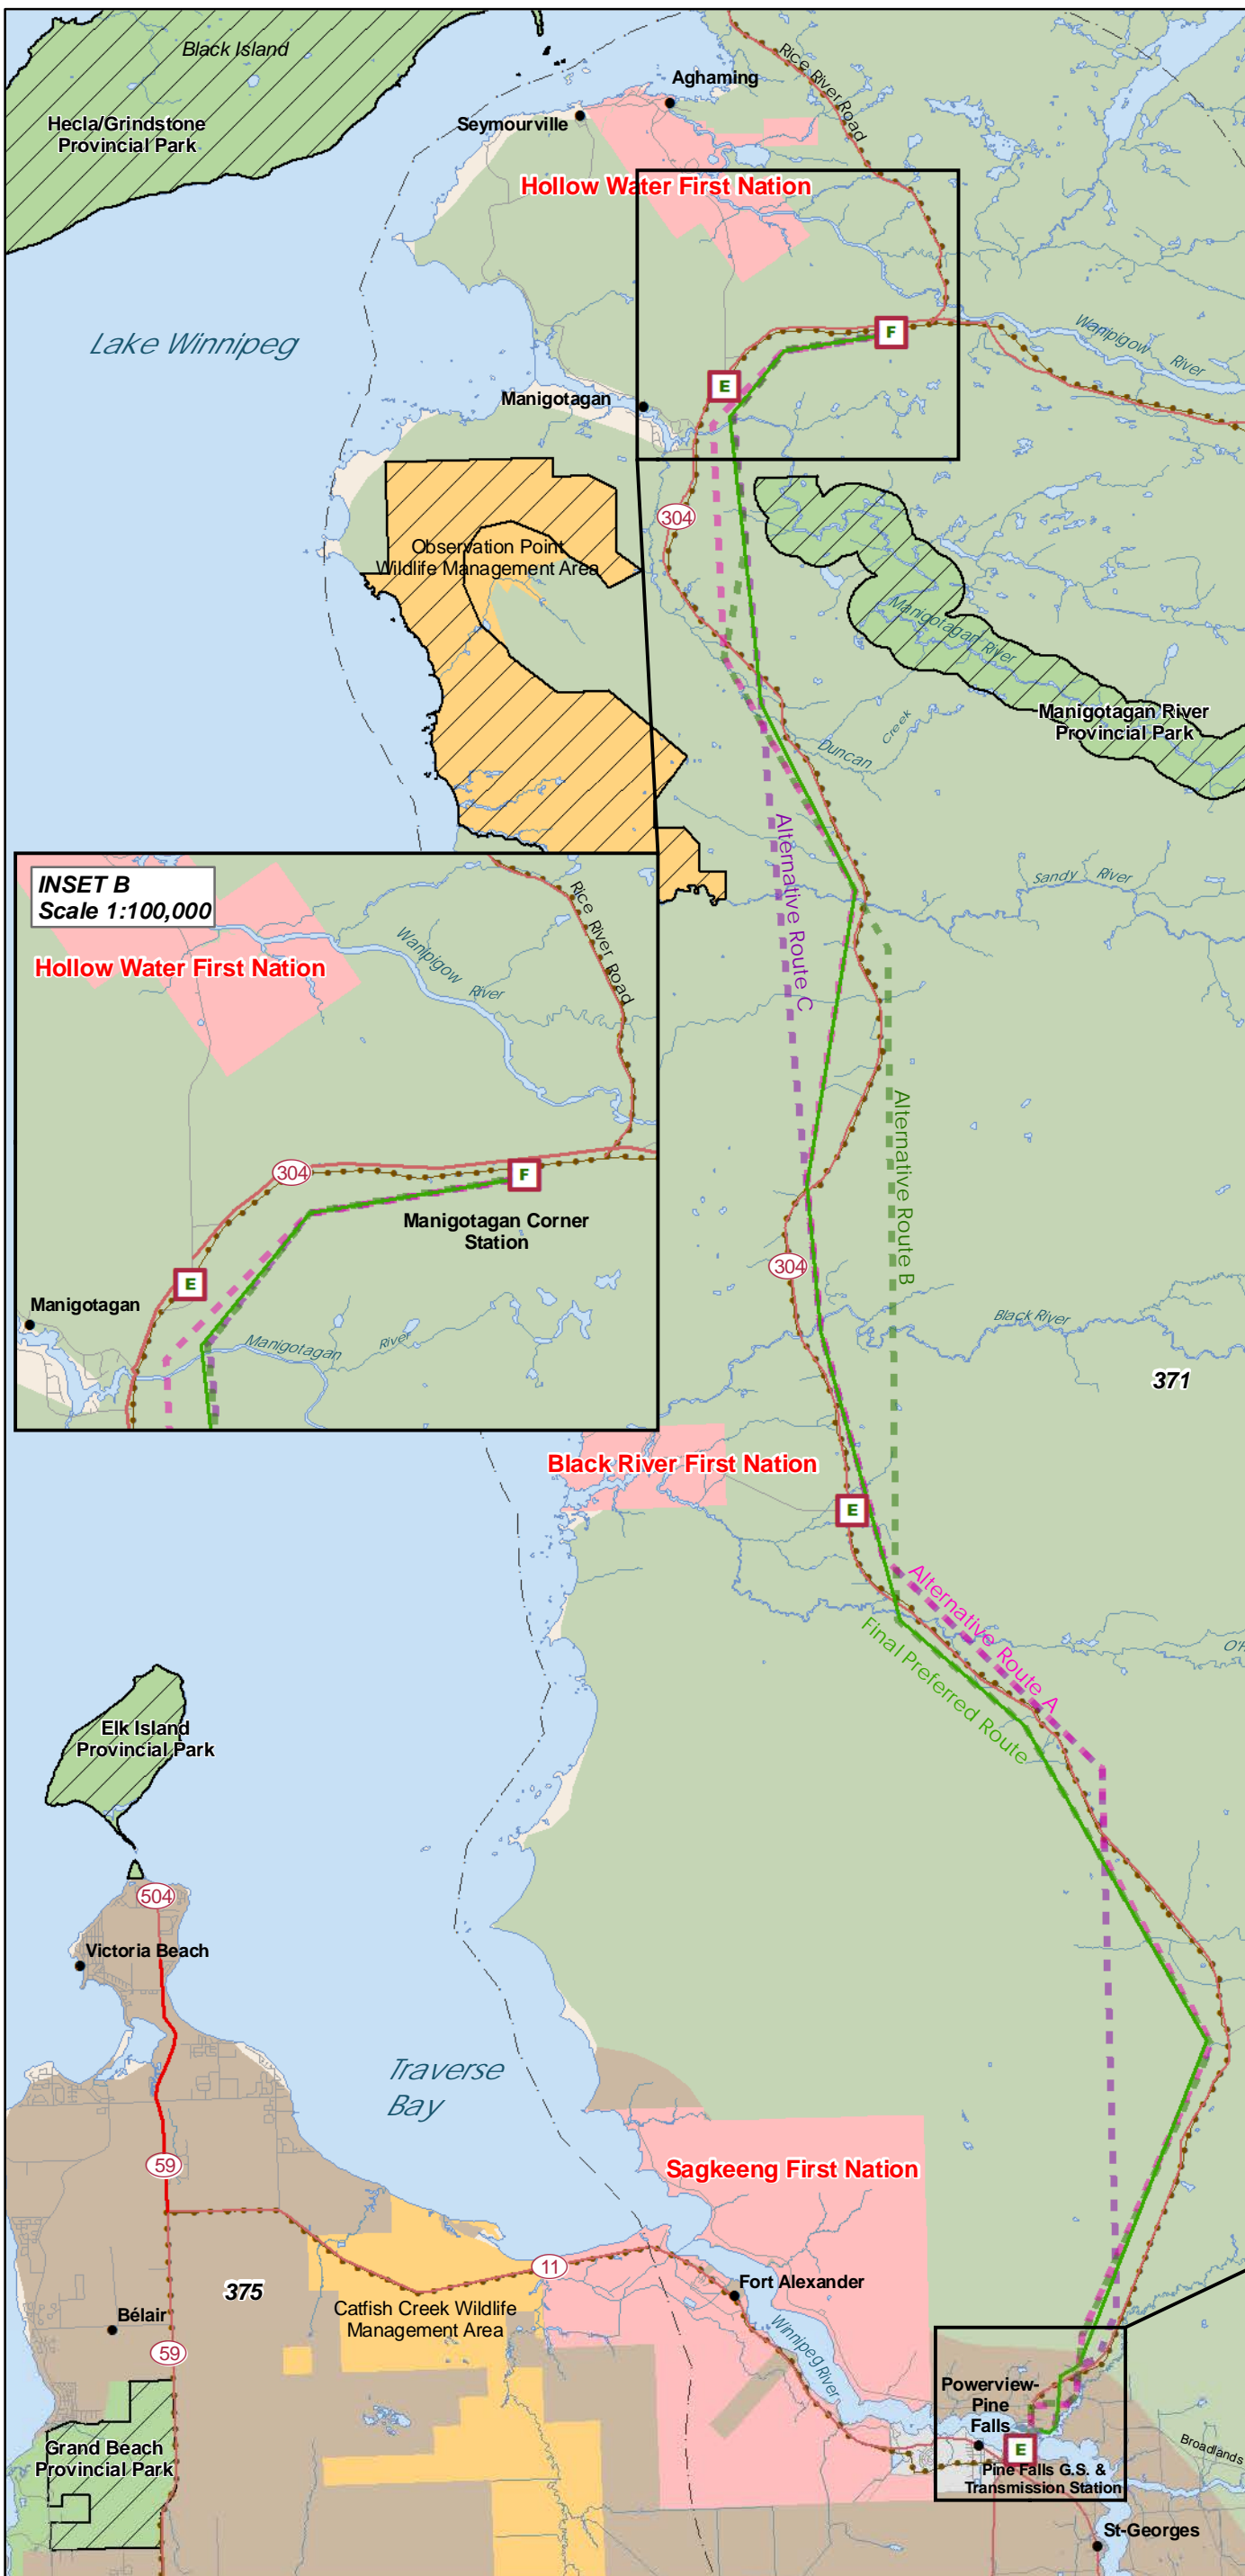 Black Island
Hecla/Grindstone
Provincial Park
Aghaming
Seymourville
Rice River Road
Hollow Water First Nation
Lake Winnipeg
F
Wanipigow
River
E
Manigotagan
304
Observation Point
Wildlife Management Area
Manigotagan River
Manigotagan River
Provincial Park
Duncan
Creek
Alternative Route C
Sandy River
INSET B
Scale 1:100,000
Hollow Water First Nation
Rice River Road
Wanipigow
River
304
F
Manigotagan Corner
Station
E
Manigotagan
Manigotagan
River
Alternative Route B
304
Black River
371
Black River First Nation
E
Alternative Route A
Final Preferred Route
Elk Island
Provincial Park
504
Victoria Beach
Traverse
Bay
59
Sagkeeng First Nation
11
375
Fort Alexander
Catfish Creek Wildlife
Management Area
Bélair
59
Winnipeg River
Powerview-
Pine
Falls
E
Pine Falls G.S. &
Transmission Station
Broadlands
Grand Beach
Provincial Park
St-Georges